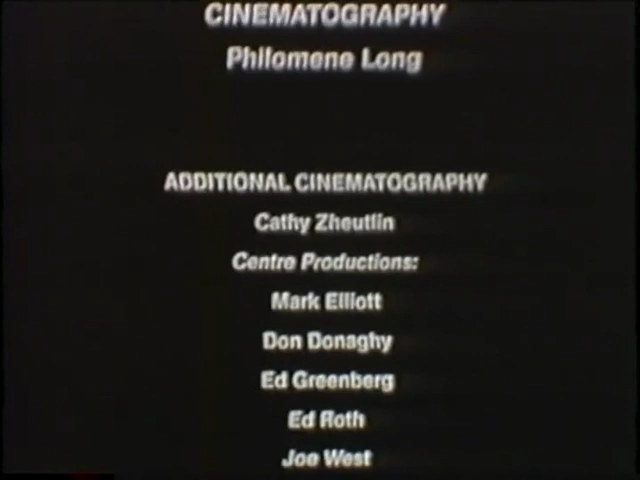 CINEMATOGRAPHY
Philomene Long
ADDITIONAL CINEMATOGRAPHY
Cathy Zheutlin
Centre Productions:
Mark Elliott
Don Donaghy
Ed Greenberg
Ed Roth
Joe West